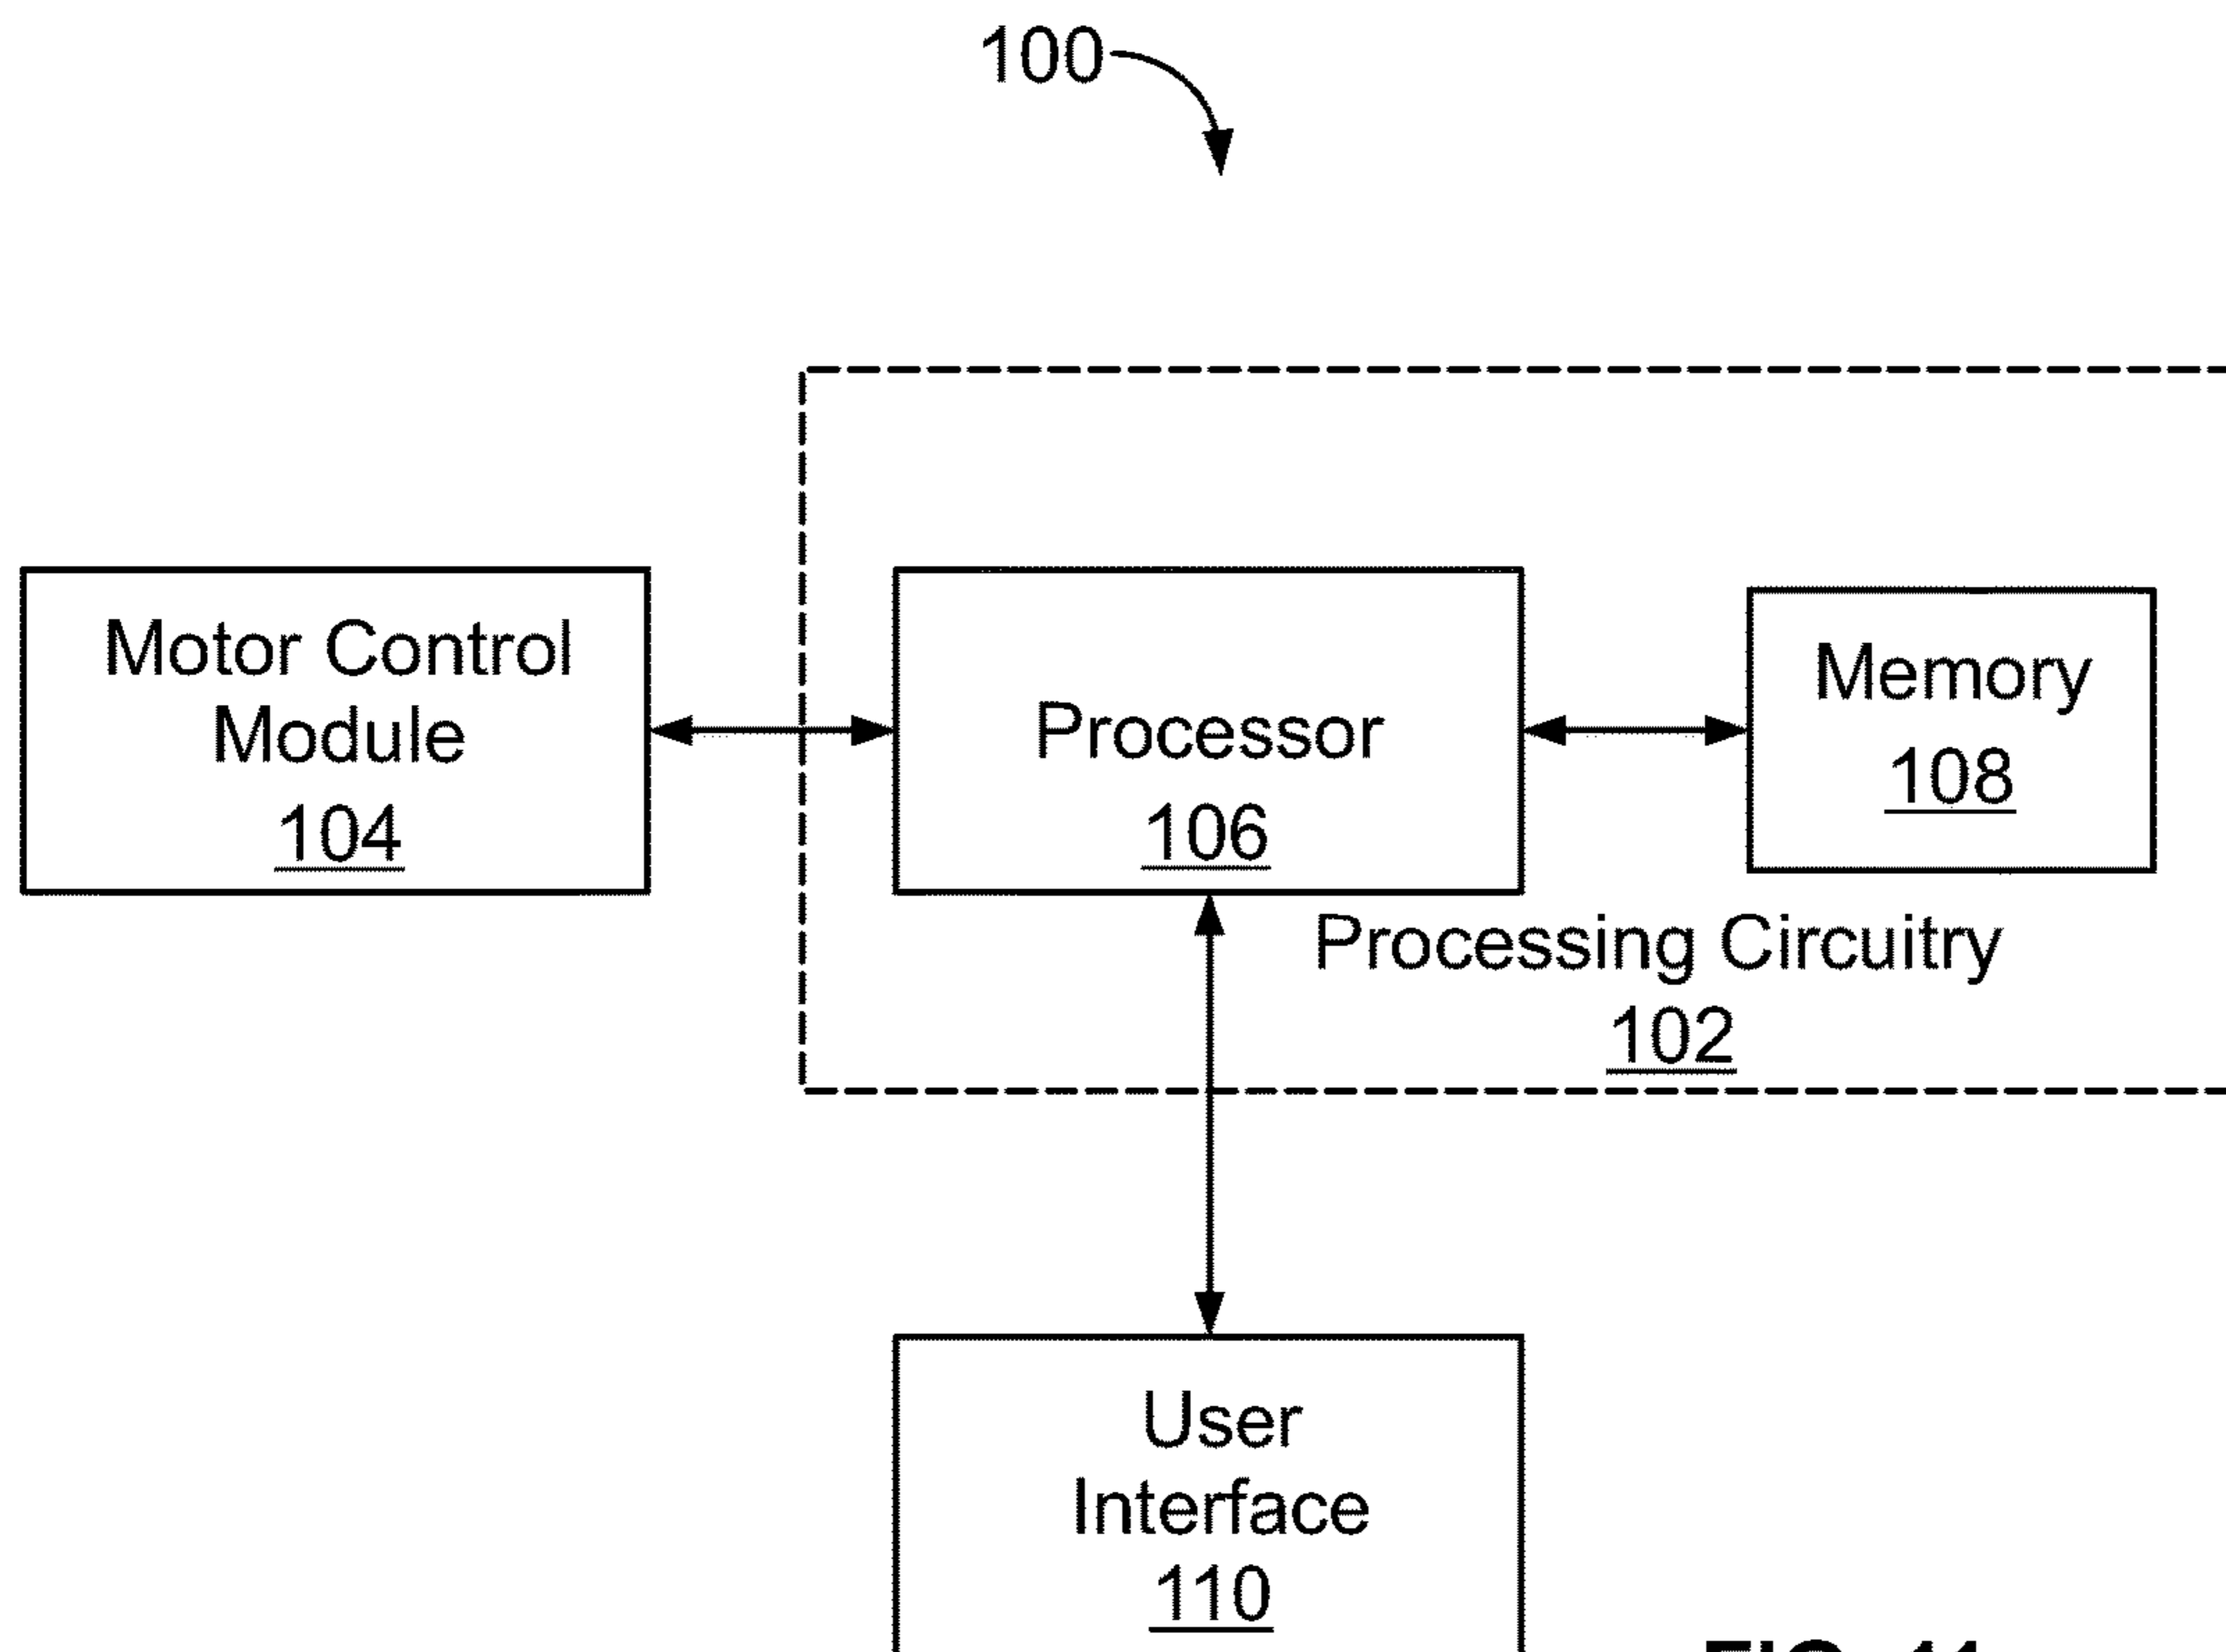 100
Motor Control
Module
104
Processor
106
Memory
108
Processing Circuitry
102
User
Interface
110